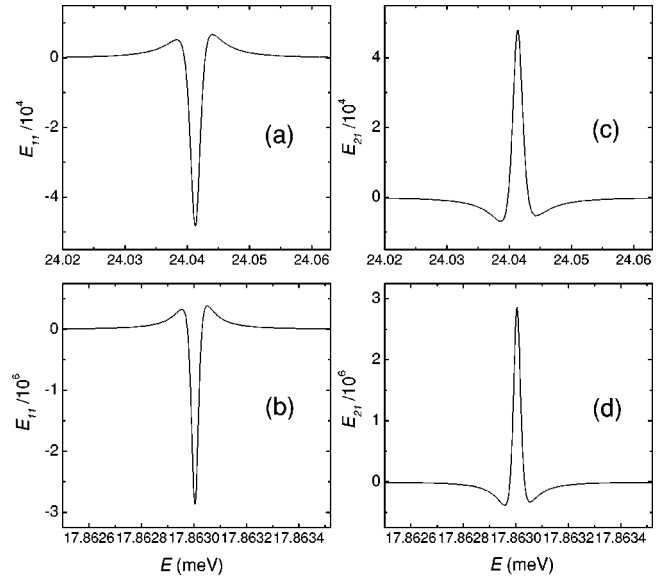 0
-2
-4
E11 /10^4
(a)
24.02 24.03 24.04 24.05 24.06
4
2
0
E21 /10^4
(c)
24.02 24.03 24.04 24.05 24.06
0
-1
-2
-3
E11 /10^6
(b)
17.8626 17.8628 17.8630 17.8632 17.8634
E (meV)
3
2
1
0
E21 /10^6
(d)
17.8626 17.8628 17.8630 17.8632 17.8634
E (meV)